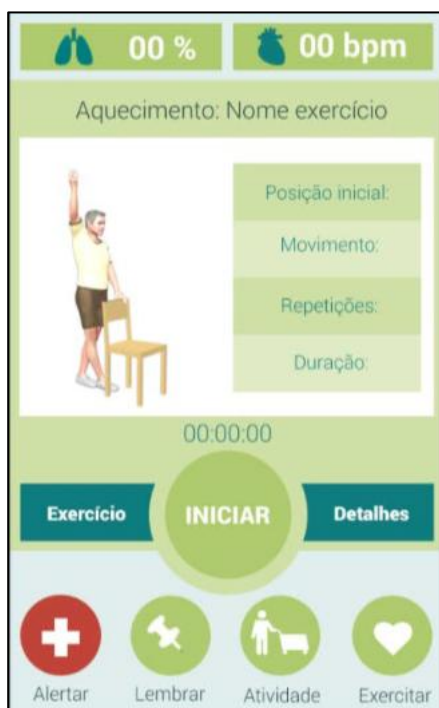 00 % 00 bpm
Aquecimento: Nome exercício
Posição inicial:
Movimento:
Repetições:
Duração:
00:00:00
Exercício INICIAR Detalhes
Alertar Lembrar Atividade Exercitar